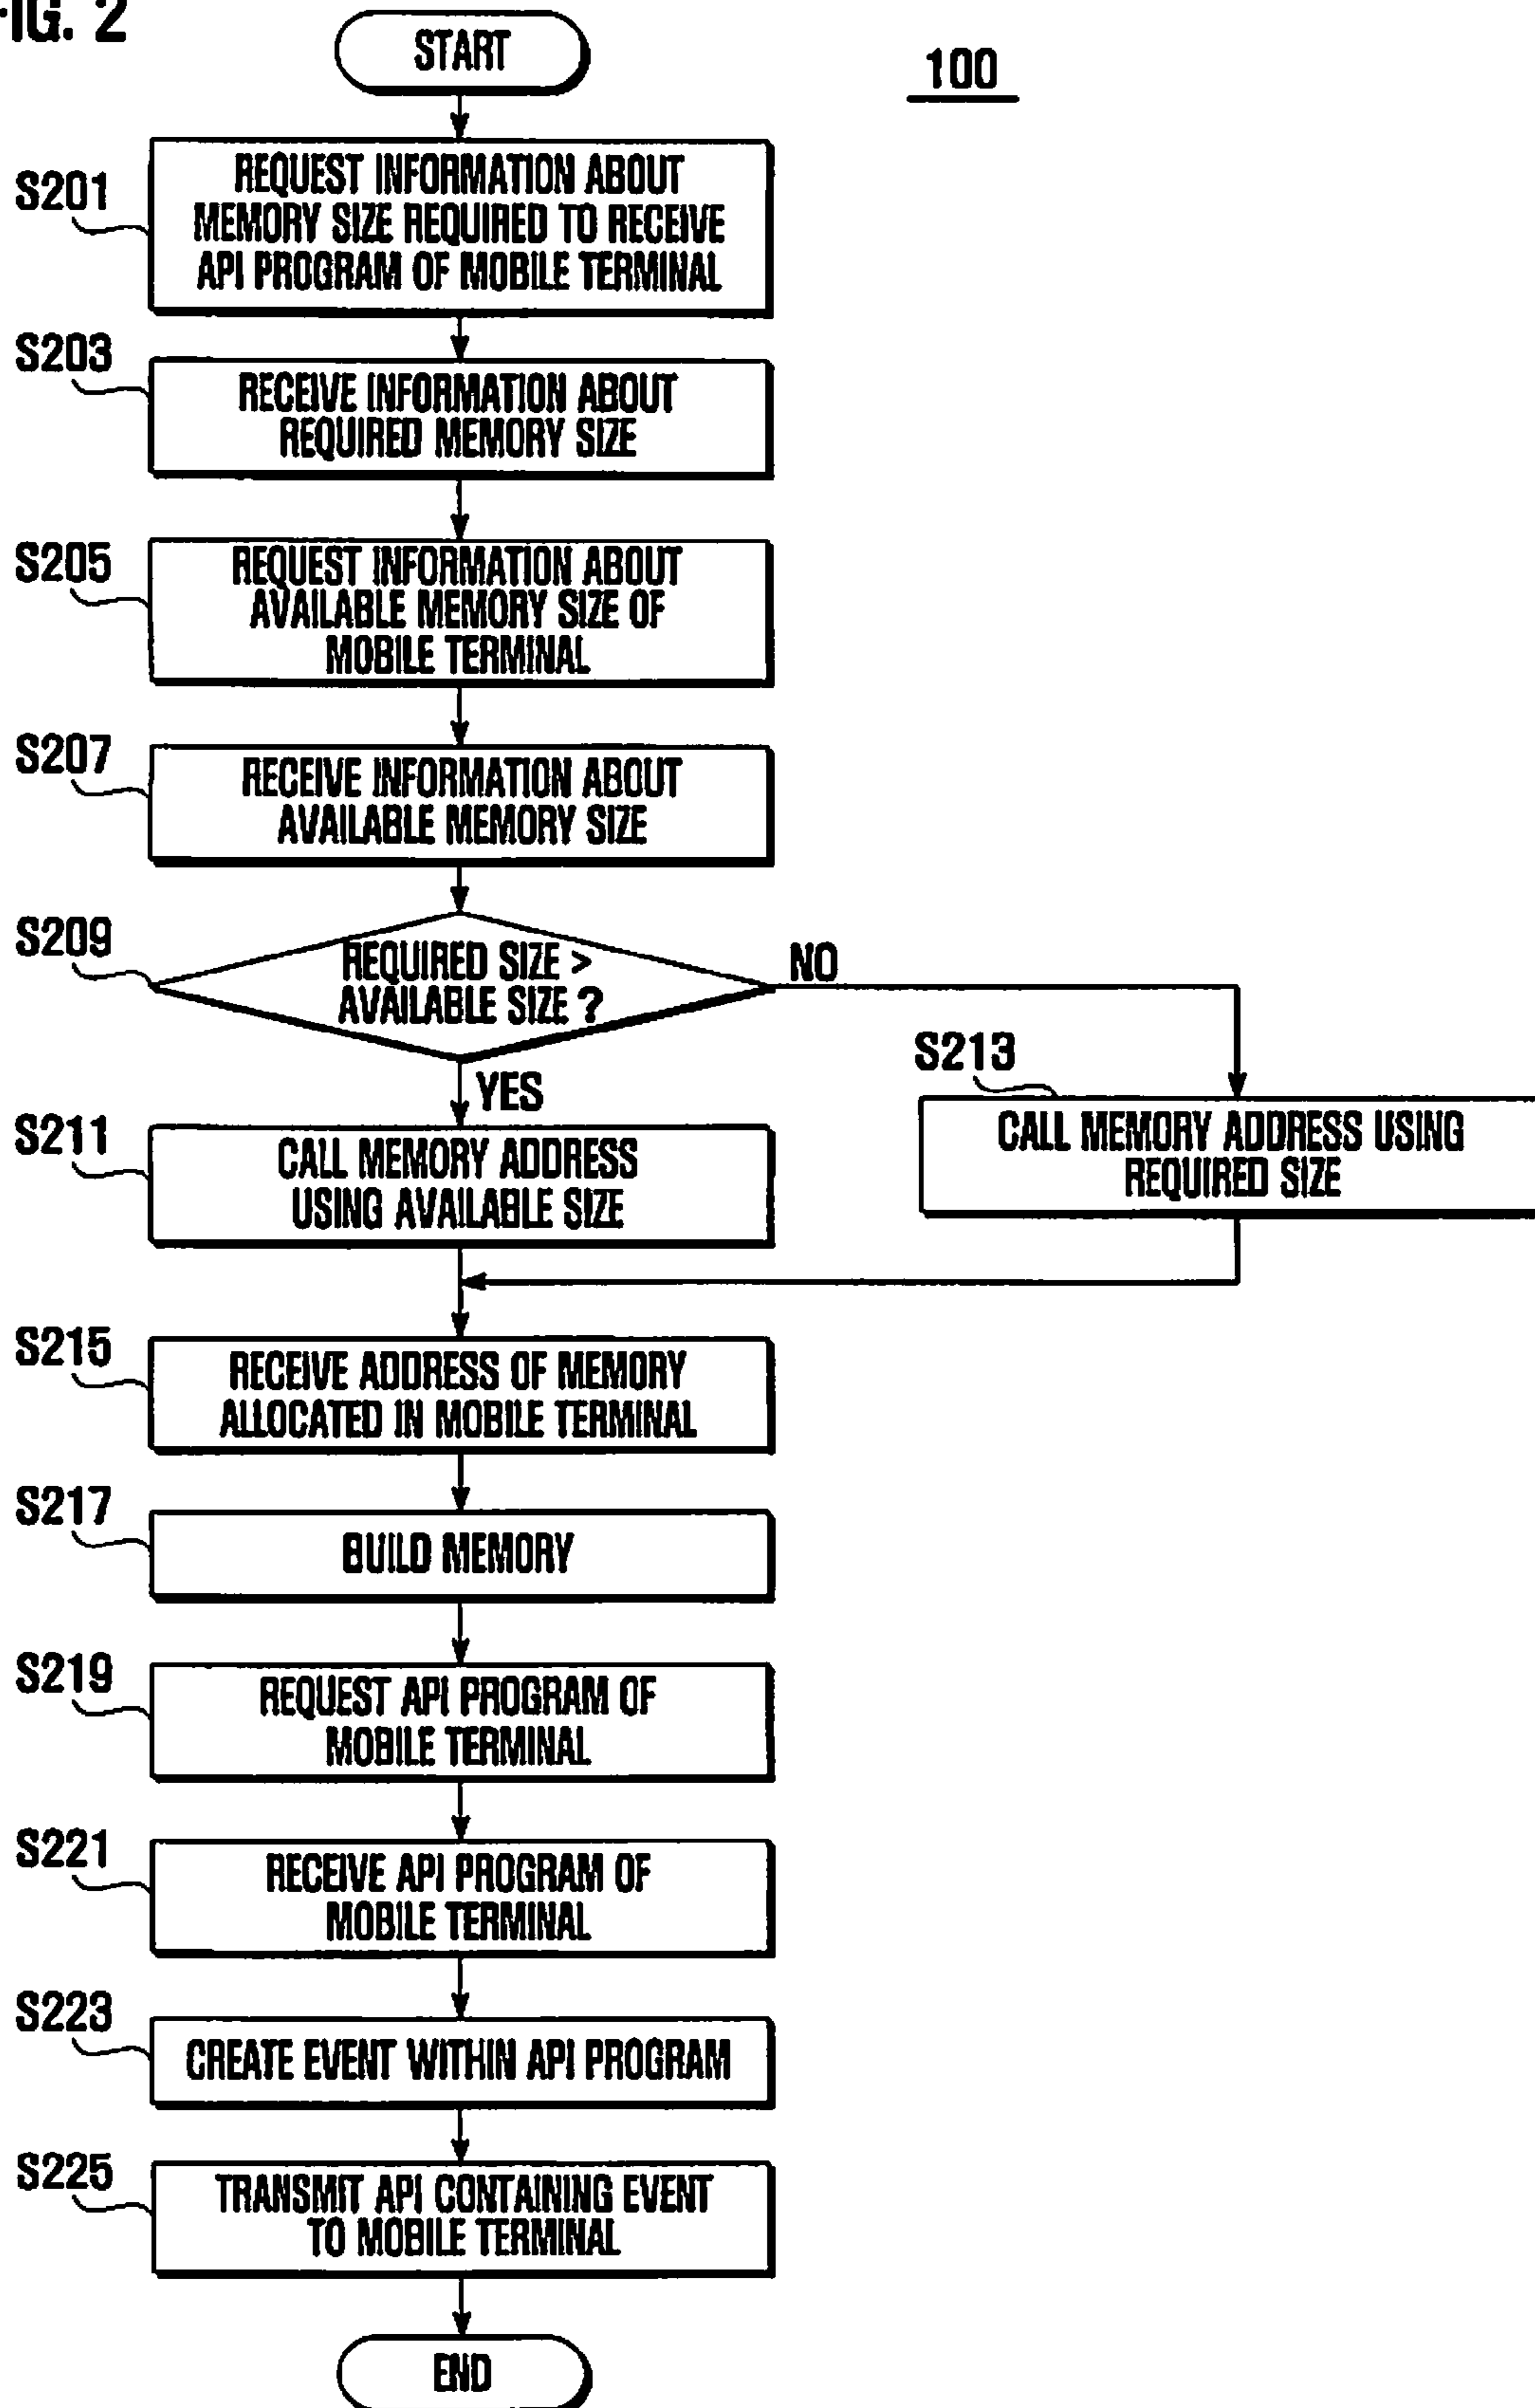 FIG. 2
START
100
S201
REQUEST INFORMATION ABOUT
MEMORY SIZE REQUIRED TO RECEIVE
API PROGRAM OF MOBILE TERMINAL
S203
RECEIVE INFORMATION ABOUT
REQUIRED MEMORY SIZE
S205
REQUEST INFORMATION ABOUT
AVAILABLE MEMORY SIZE OF
MOBILE TERMINAL
S207
RECEIVE INFORMATION ABOUT
AVAILABLE MEMORY SIZE
S209
REQUIRED SIZE >
AVAILABLE SIZE ?
NO
YES
S213
CALL MEMORY ADDRESS USING
REQUIRED SIZE
S211
CALL MEMORY ADDRESS
USING AVAILABLE SIZE
S215
RECEIVE ADDRESS OF MEMORY
ALLOCATED IN MOBILE TERMINAL
S217
BUILD MEMORY
S219
REQUEST API PROGRAM OF
MOBILE TERMINAL
S221
RECEIVE API PROGRAM OF
MOBILE TERMINAL
S223
CREATE EVENT WITHIN API PROGRAM
S225
TRANSMIT API CONTAINING EVENT
TO MOBILE TERMINAL
END